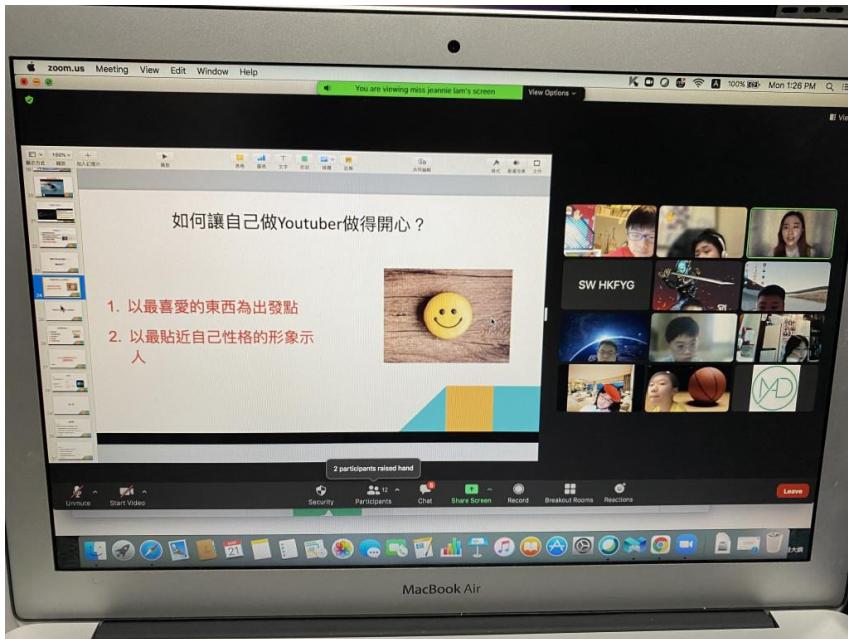 zoom.us Meeting View Edit Window Help
100% Mon 1:26 PM
You are viewing miss jeannie lam's screen
View Options
View
如何讓自己做Youtuber做得開心？
1. 以最喜愛的東西為出發點
2. 以最貼近自己性格的形象示
人
SW HKFYG
2 participants raised hand
Unmute
Start Video
Security
Participants
12
Chat
Share Screen
Record
Breakout Rooms
Reactions
Leave
21
MacBook Air